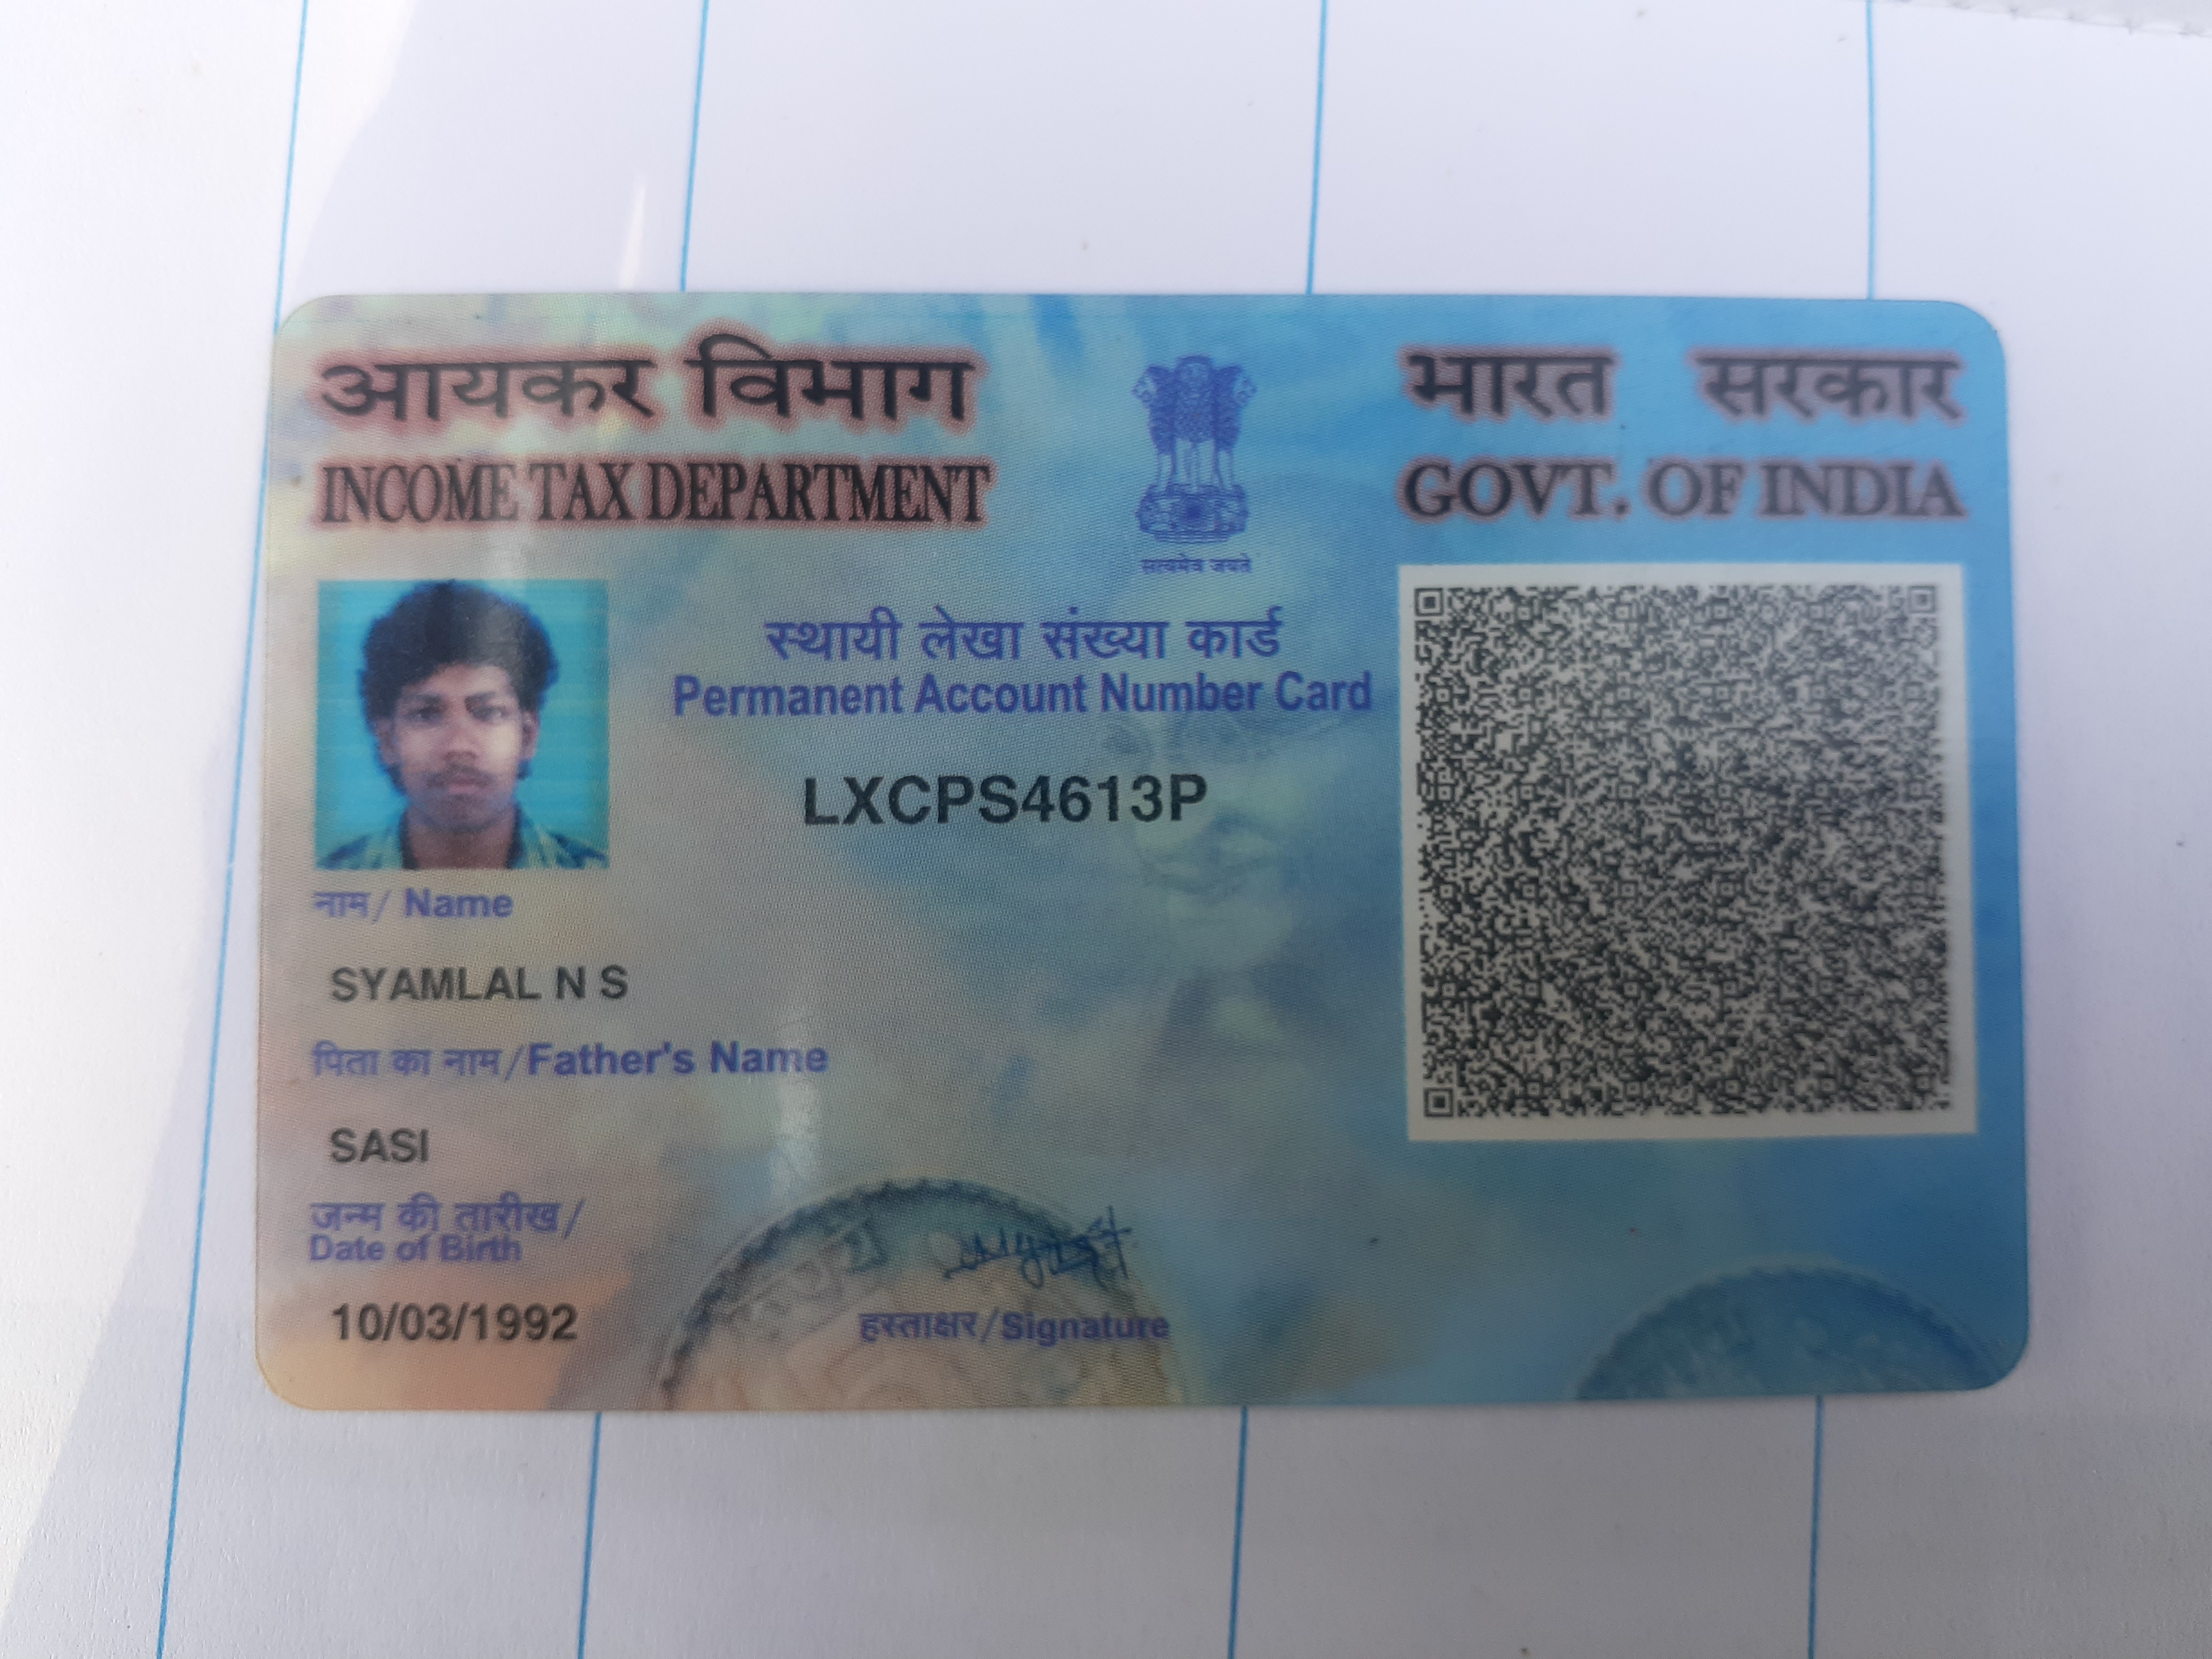 आयकर विभाग
INCOME TAX DEPARTMENT
भारत सरकार
GOVT. OF INDIA
सत्यमेव जयते
स्थायी लेखा संख्या कार्ड
Permanent Account Number Card
LXCPS4613P
नाम / Name
SYAMLAL N S
पिता का नाम / Father's Name
SASI
जन्म की तारीख /
Date of Birth
10/03/1992
हस्ताक्षर / Signature